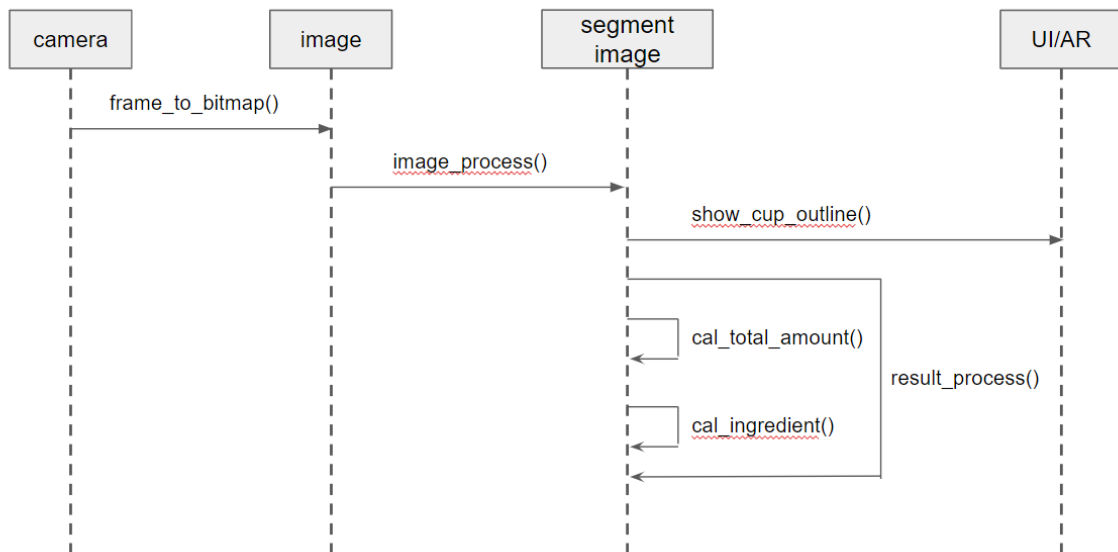 camera
image
segment
image
UI/AR
frame_to_bitmap()
image_process()
show_cup_outline()
cal_total_amount()
result_process()
cal_ingredient()